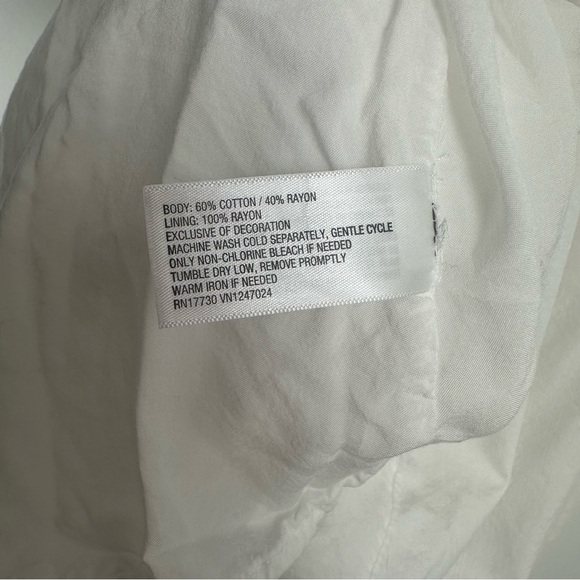 BODY: 60% COTTON / 40% RAYON
LINING: 100% RAYON
EXCLUSIVE OF DECORATION
MACHINE WASH COLD SEPARATELY, GENTLE CYCLE
ONLY NON-CHLORINE BLEACH IF NEEDED
TUMBLE DRY LOW, REMOVE PROMPTLY
WARM IRON IF NEEDED
RN17730 VN1247024